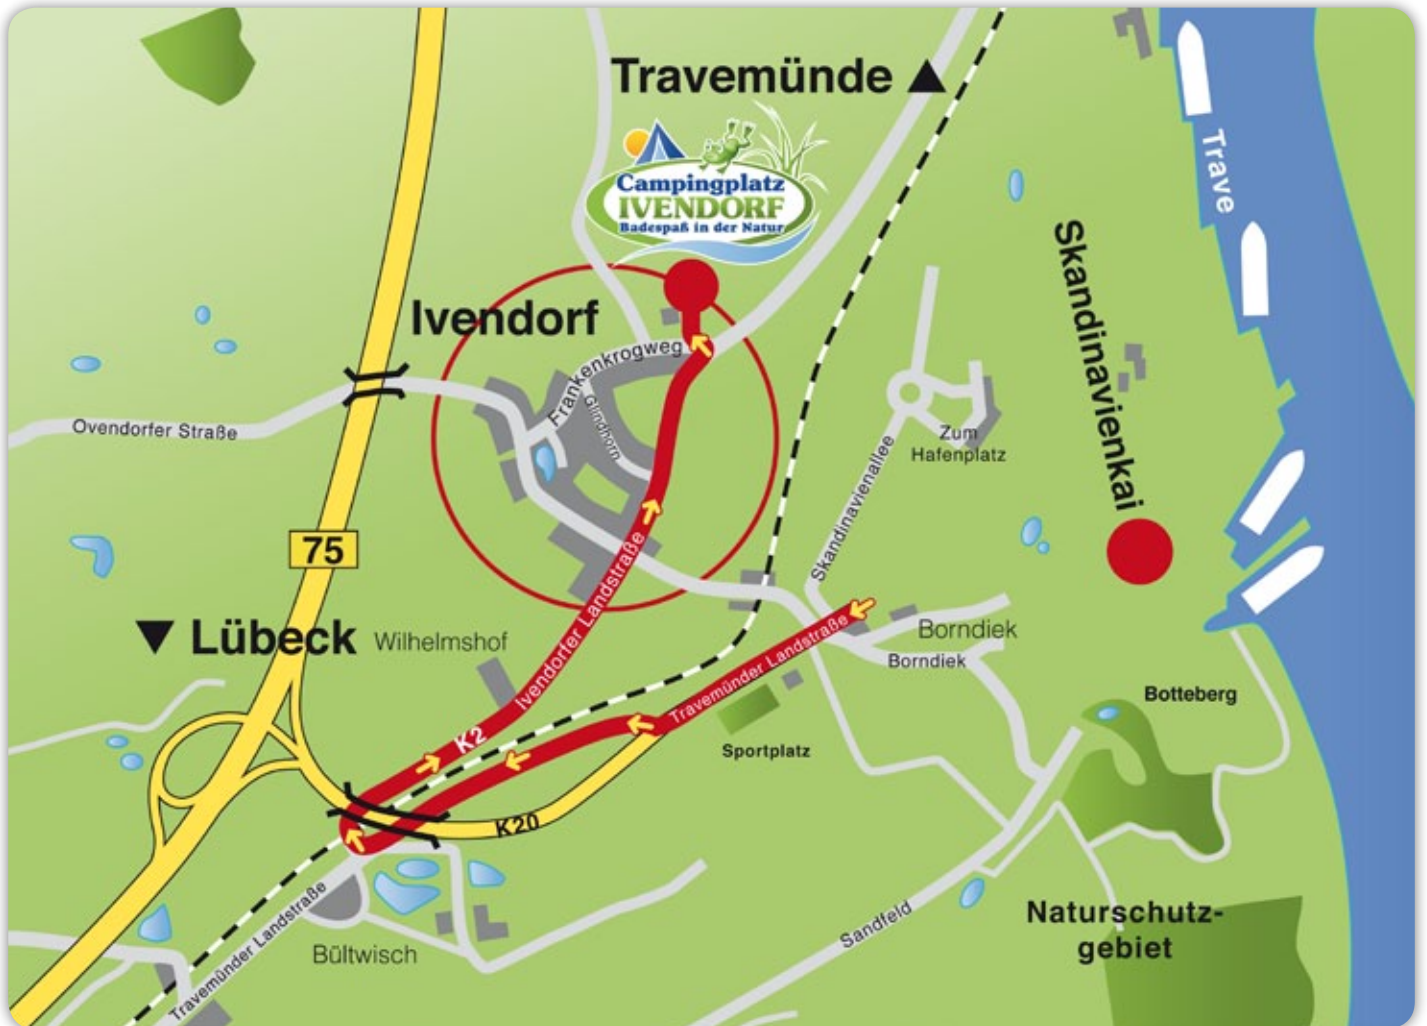 Travemünde
Trave
Campingplatz
IVENDORF
Badespaß in der Natur
Skandinavienkai
Ivendorf
Frankenkrogweg
Glindhorn
Ovendorfer Straße
Zum
Hafenplatz
Skandinavienallee
75
Ivendorfer Landstraße
Lübeck
Wilhelmshof
Travemünder Landstraße
Borndiek
Borndiek
Botteberg
K2
Sportplatz
K20
Travemünder Landstraße
Sandfeld
Naturschutz-
gebiet
Bültwisch